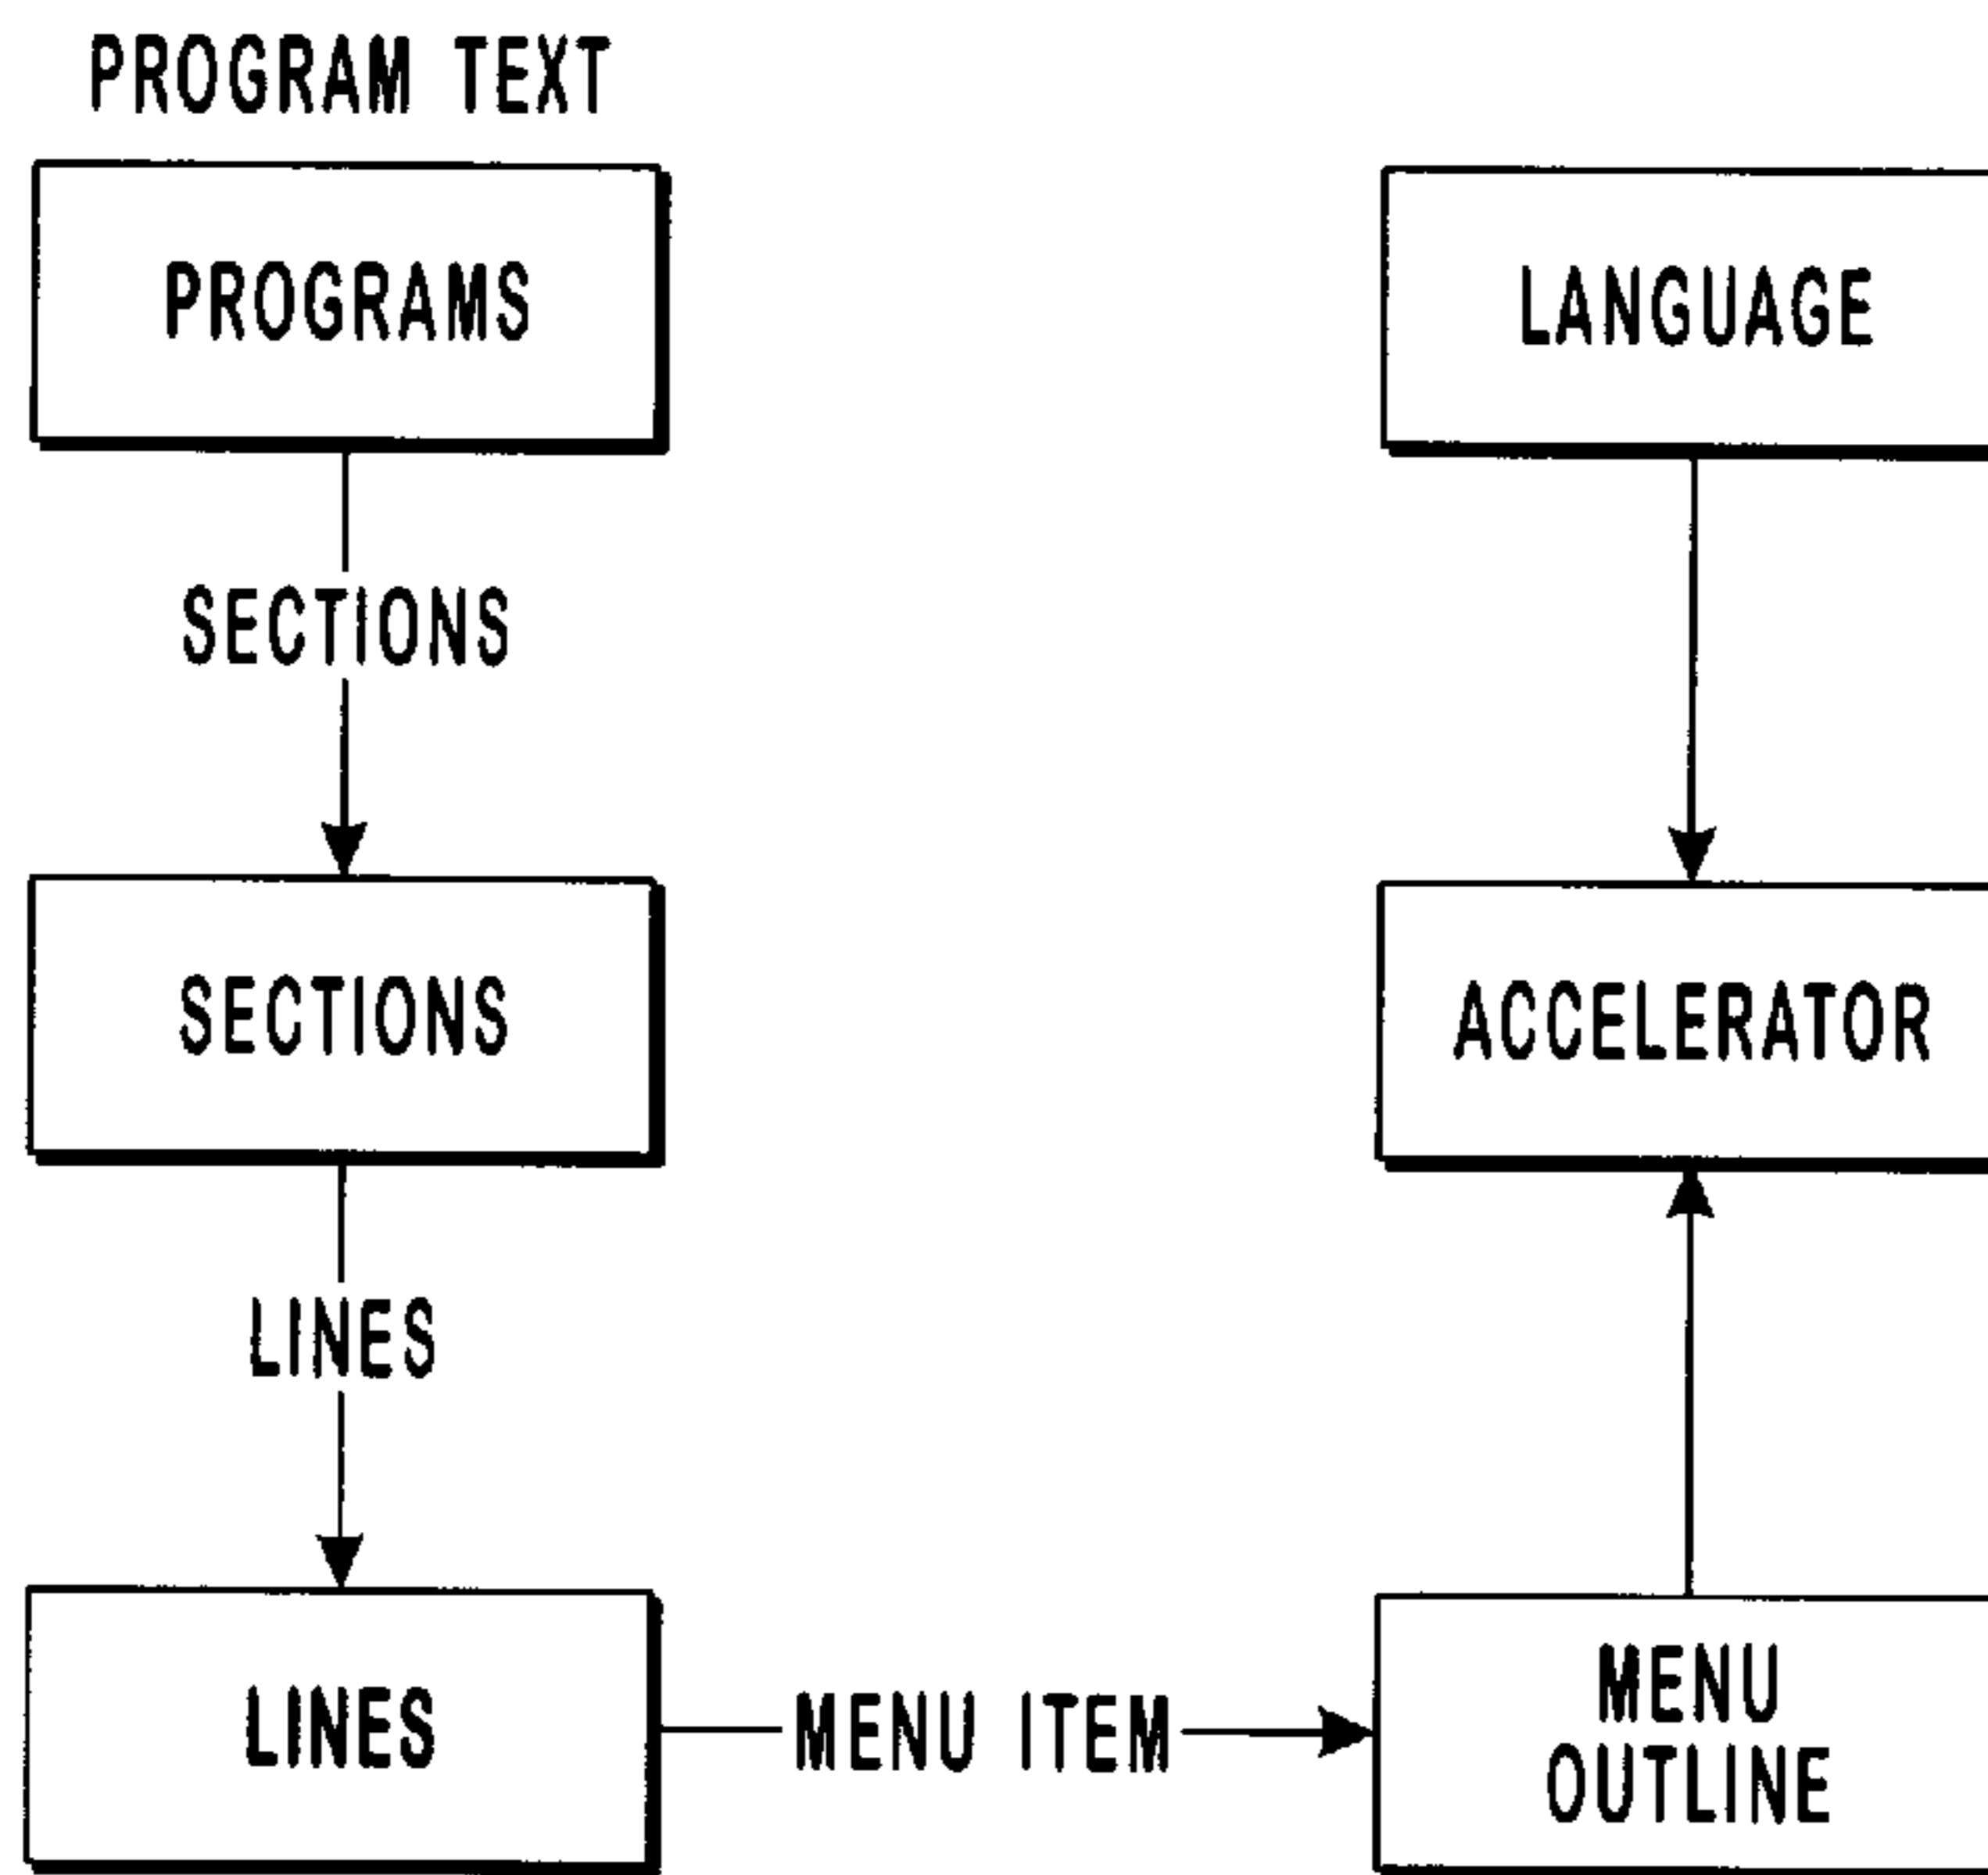 PROGRAM TEXT
PROGRAMS
SECTIONS
SECTIONS
LINES
LINES
MENU ITEM
LANGUAGE
ACCELERATOR
MENU
OUTLINE